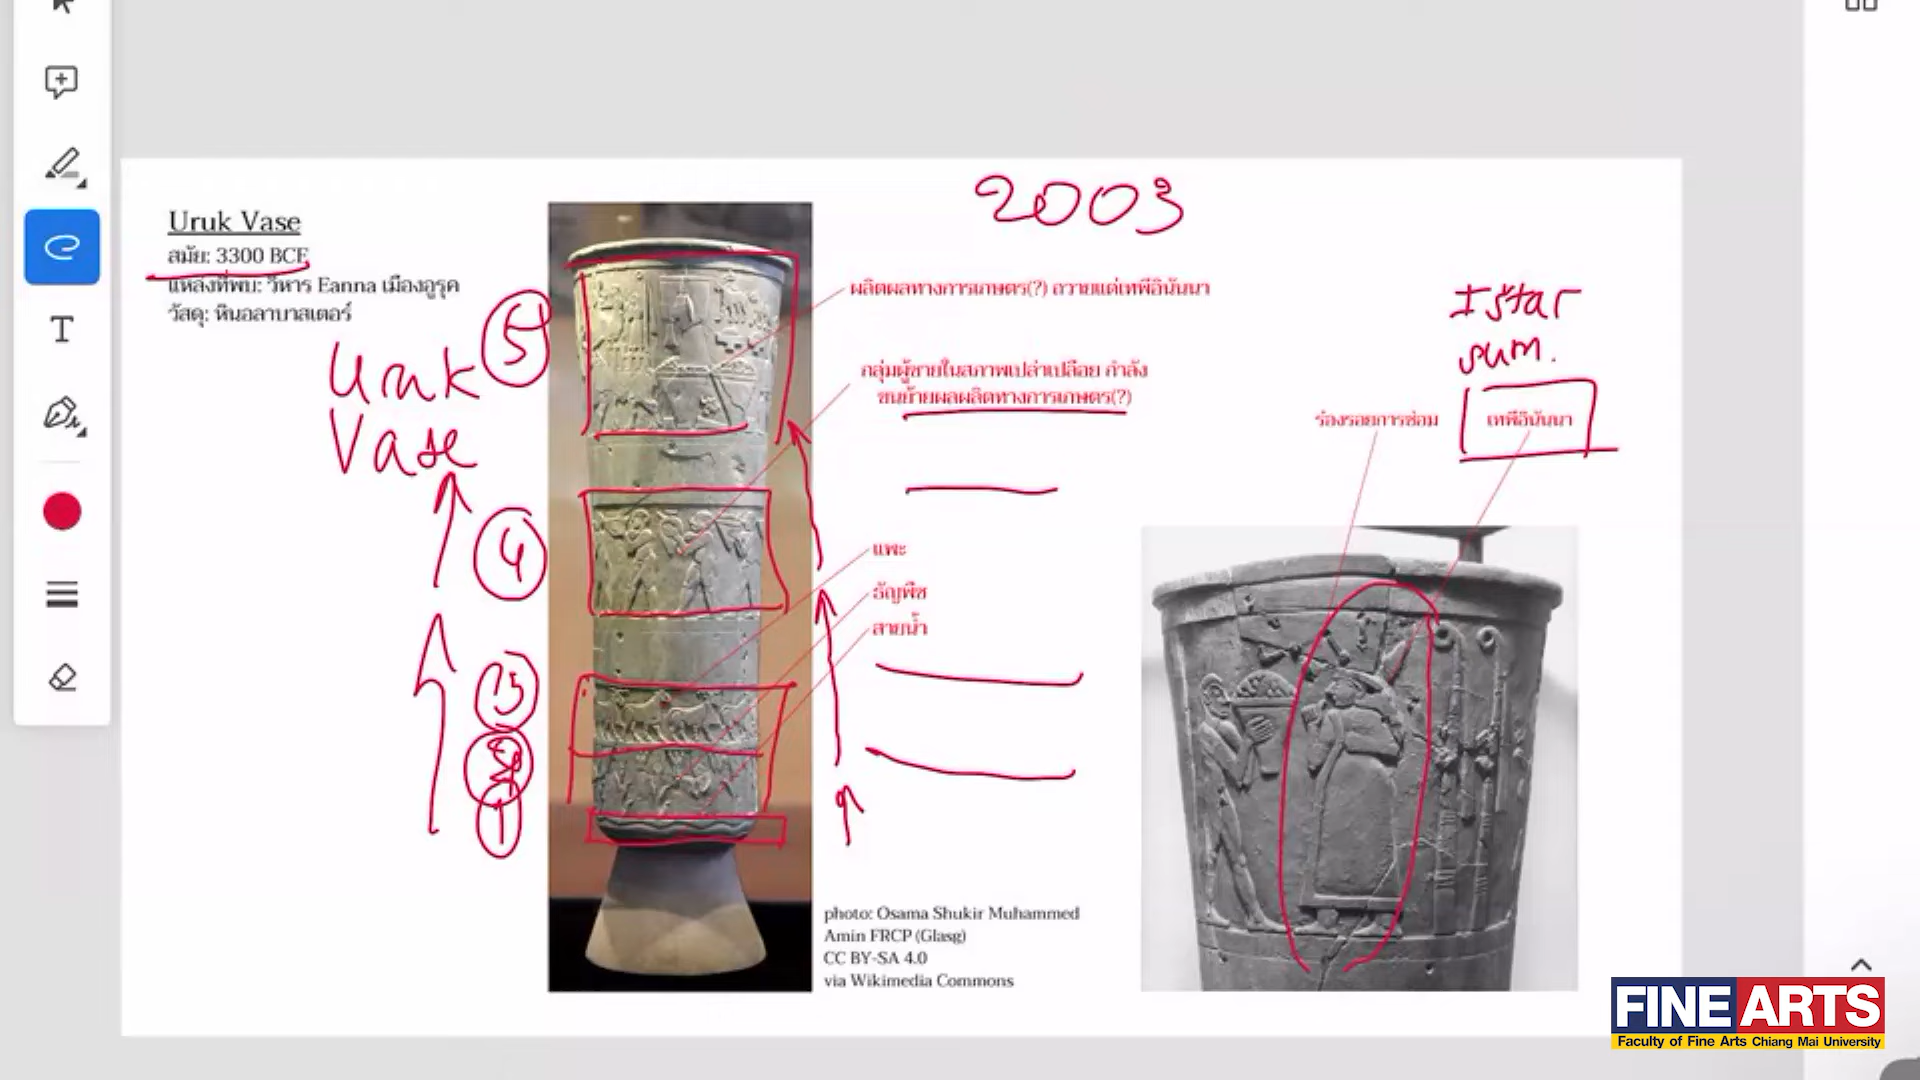 2003
Uruk Vase
สมัย: 3300 BCE
แหล่งที่พบ: วิหาร Eanna เมืองอูรุค
วัสดุ: หินอลาบาสเตอร์
Uruk
Vase
5
4
3
1
ผลิตผลทางการเกษตร(?) ถวายแด่เทพีอินันนา
กลุ่มผู้ชายในสภาพเปล่าเปลือย กำลัง
ขนย้ายผลผลิตทางการเกษตร(?)
แพะ
ธัญพืช
สายน้ำ
Istar
sum.
ร่องรอยการซ่อม
เทพีอินันนา
photo: Osama Shukir Muhammed
Amin FRCP (Glasg)
CC BY-SA 4.0
via Wikimedia Commons
T
FINE ARTS
Faculty of Fine Arts Chiang Mai University